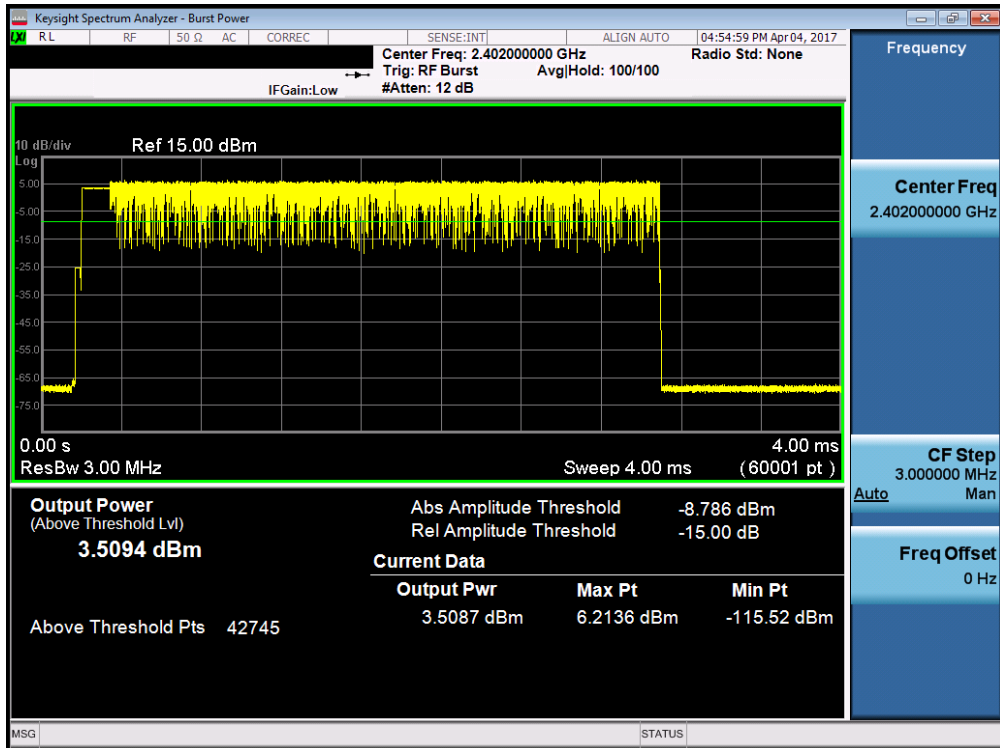 Keysight Spectrum Analyzer - Burst Power
LXI RL RF 50 Ω AC CORREC SENSE:INT ALIGN AUTO 04:54:59 PM Apr 04, 2017
Center Freq: 2.402000000 GHz Radio Std: None
Trig: RF Burst Avg|Hold: 100/100
IFGain:Low #Atten: 12 dB
Frequency
10 dB/div Ref 15.00 dBm
Log
5.00
-5.00
-15.0
-25.0
-35.0
-45.0
-55.0
-65.0
-75.0
0.00 s 4.00 ms
ResBw 3.00 MHz Sweep 4.00 ms (60001 pt)
Center Freq
2.402000000 GHz
CF Step
3.000000 MHz
Auto Man
Freq Offset
0 Hz
Output Power
(Above Threshold Lvl)
3.5094 dBm
Above Threshold Pts 42745
Abs Amplitude Threshold -8.786 dBm
Rel Amplitude Threshold -15.00 dB
Current Data
Output Pwr Max Pt Min Pt
3.5087 dBm 6.2136 dBm -115.52 dBm
MSG STATUS